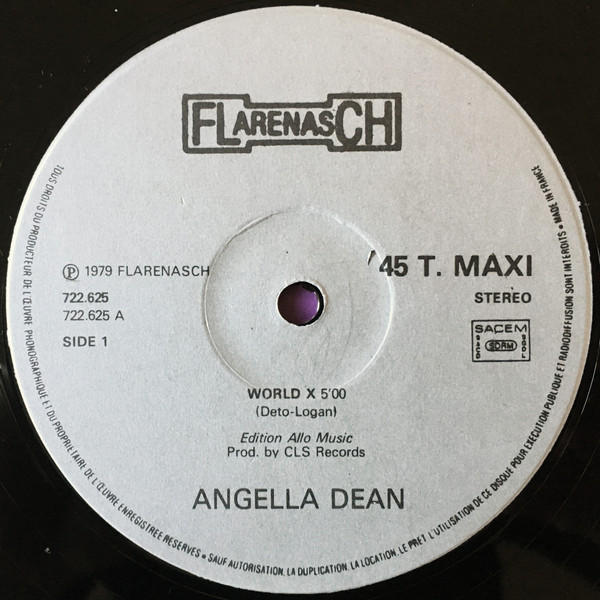 FLARENASCH
℗ 1979 FLARENASCH
722.625
722.625 A
SIDE 1
45 T. MAXI
STEREO
SACEM
SACD SDRM SGDL
WORLD X 5'00
(Deto-Logan)
Edition Allo Music
Prod. by CLS Records
ANGELLA DEAN
TOUS DROITS DU PRODUCTEUR DE L'ŒUVRE PHONOGRAPHIQUE ET DU PROPRIETAIRE DE L'ŒUVRE ENREGISTREE RESERVES • SAUF AUTORISATION, LA DUPLICATION, LA LOCATION, LE PRET L'UTILISATION DE CE DISQUE POUR EXECUTION PUBLIQUE ET RADIODIFFUSION SONT INTERDITS • MADE IN FRANCE